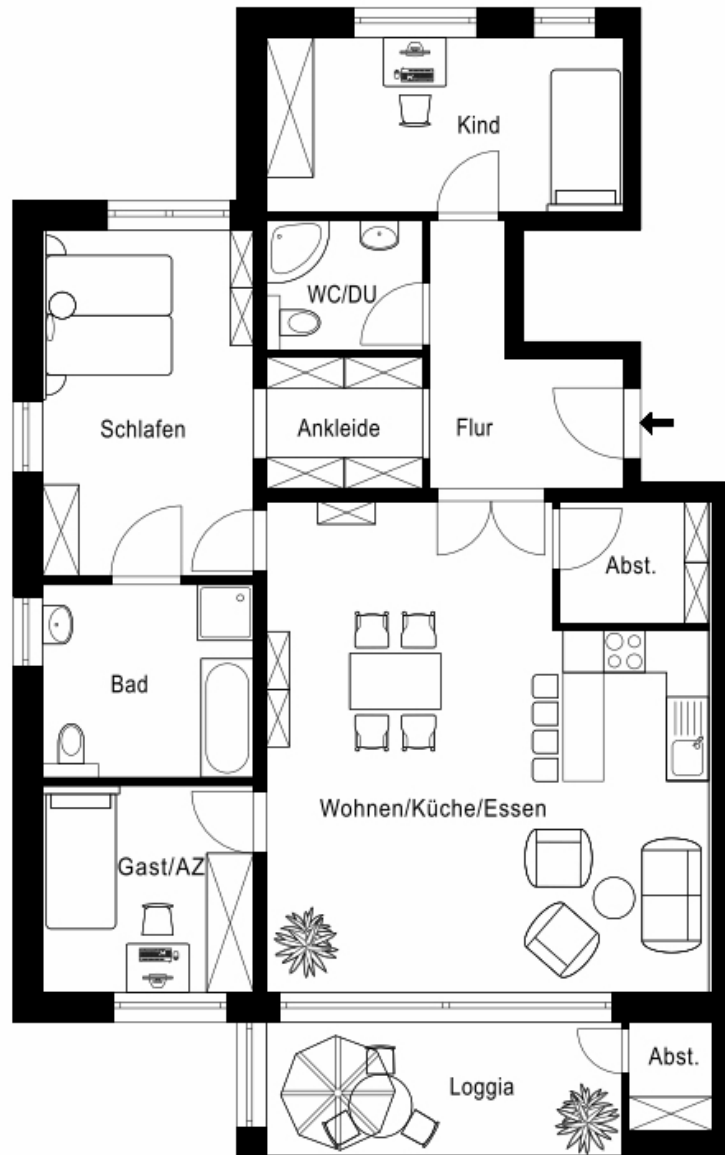 Kind
WC/DU
Schlafen
Ankleide
Flur
Abst.
Bad
Wohnen/Küche/Essen
Gast/AZ
Abst.
Loggia